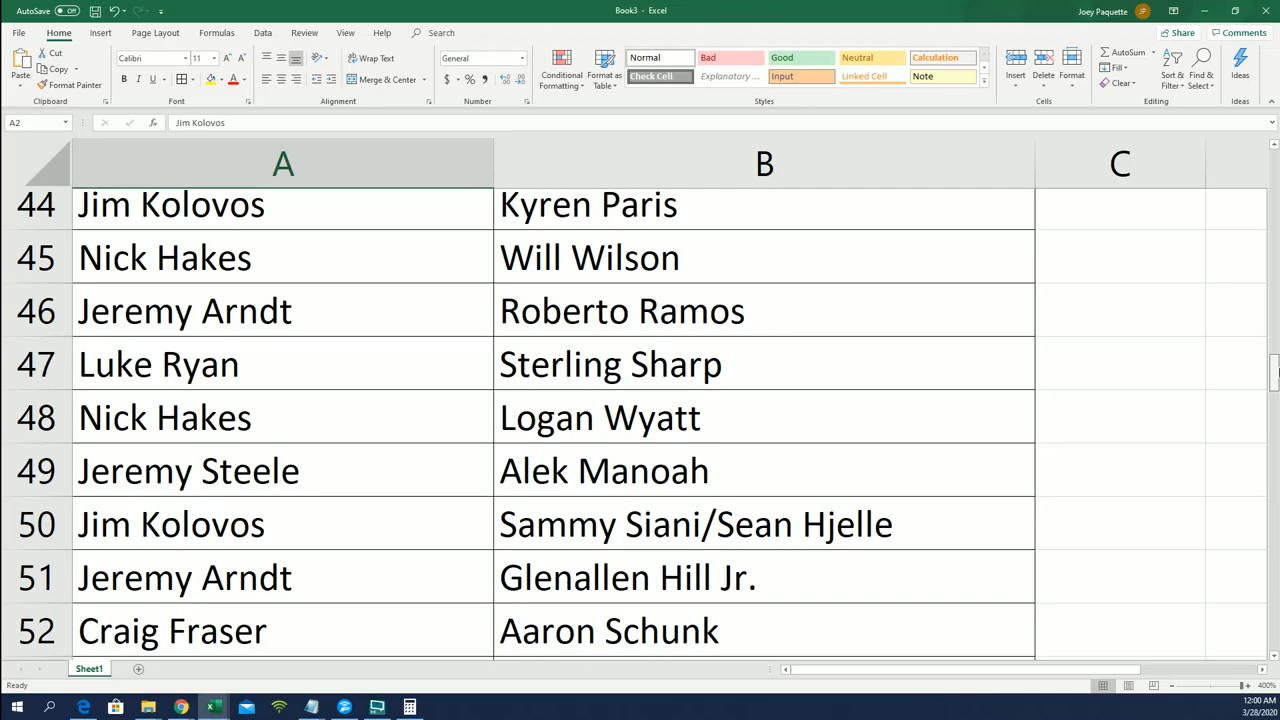 AutoSave Off Book3 - Excel Joey Paquette JP
File Home Insert Page Layout Formulas Data Review View Help Search Share Comments
Paste Cut Calibri 11 Wrap Text General Conditional Formatting Format as Table Normal Bad Good Neutral Calculation Insert Delete Format AutoSum Sort & Filter Find & Select Ideas
Copy Fill
Format Painter B I U Merge & Center $ % Check Cell Explanatory ... Input Linked Cell Note Clear
Clipboard Font Alignment Number Styles Cells Editing Ideas
A2 fx Jim Kolovos
A B C
44 Jim Kolovos Kyren Paris
45 Nick Hakes Will Wilson
46 Jeremy Arndt Roberto Ramos
47 Luke Ryan Sterling Sharp
48 Nick Hakes Logan Wyatt
49 Jeremy Steele Alek Manoah
50 Jim Kolovos Sammy Siani/Sean Hjelle
51 Jeremy Arndt Glenallen Hill Jr.
52 Craig Fraser Aaron Schunk
Sheet1
Ready 400%
12:00 AM
3/28/2020